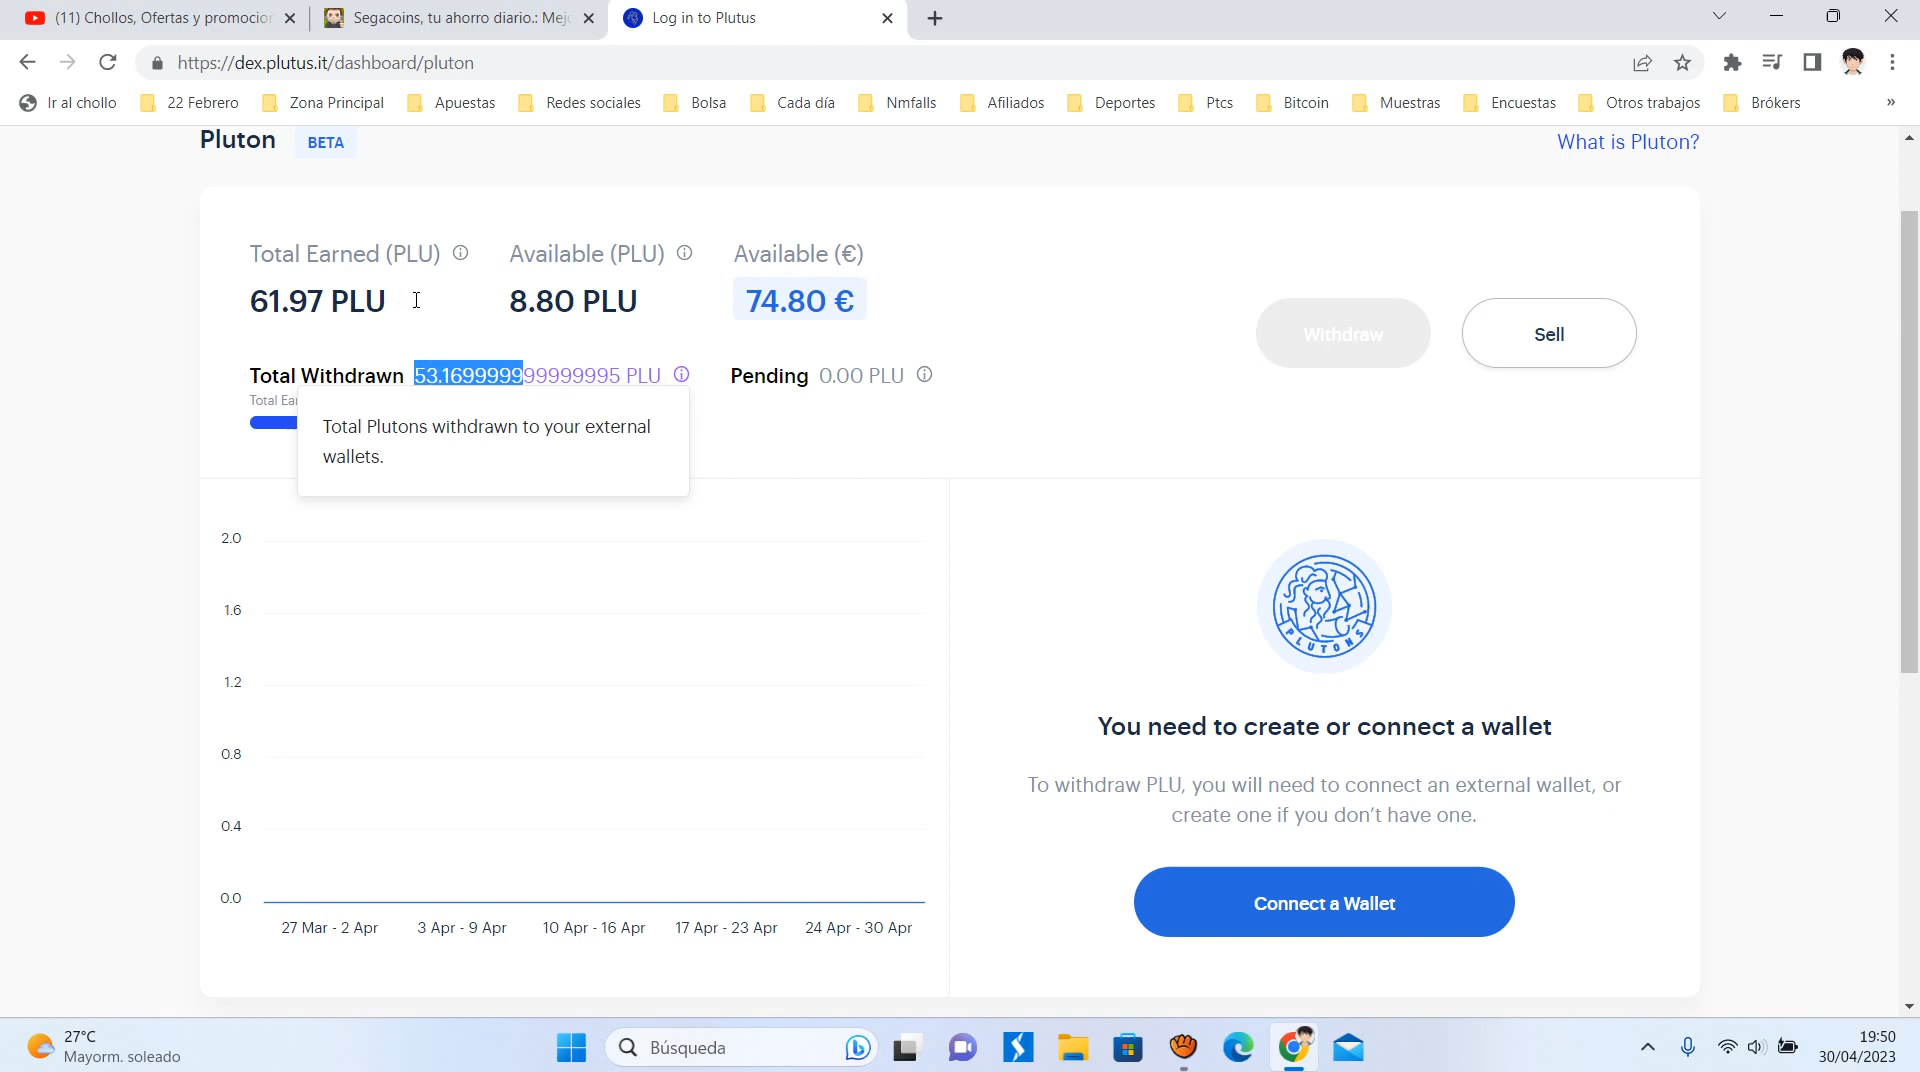 (11) Chollos, Ofertas y promocion
Segacoins, tu ahorro diario.: Mejo
Log in to Plutus
https://dex.plutus.it/dashboard/pluton
Ir al chollo
22 Febrero
Zona Principal
Apuestas
Redes sociales
Bolsa
Cada día
Nmfalls
Afiliados
Deportes
Ptcs
Bitcoin
Muestras
Encuestas
Otros trabajos
Brókers
»
Pluton
BETA
What is Pluton?
Total Earned (PLU)
Available (PLU)
Available (€)
61.97 PLU
8.80 PLU
74.80 €
Withdraw
Sell
Total Withdrawn 53.169999999999995 PLU
Pending 0.00 PLU
Total Ea
Total Plutons withdrawn to your external
wallets.
2.0
1.6
1.2
0.8
0.4
0.0
27 Mar - 2 Apr
3 Apr - 9 Apr
10 Apr - 16 Apr
17 Apr - 23 Apr
24 Apr - 30 Apr
PLUTONS
You need to create or connect a wallet
To withdraw PLU, you will need to connect an external wallet, or
create one if you don’t have one.
Connect a Wallet
27°C
Mayorm. soleado
Búsqueda
19:50
30/04/2023